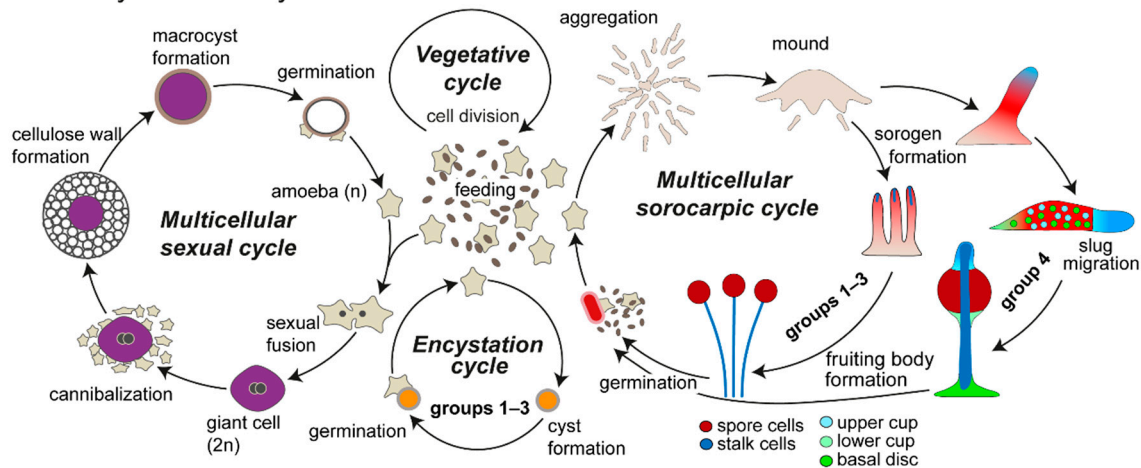 macrocyst
formation
germination
cellulose wall
formation
amoeba (n)
Multicellular
sexual cycle
sexual
fusion
cannibalization
giant cell
(2n)
Vegetative
cycle
cell division
feeding
Encystation
cycle
groups 1–3
germination
cyst
formation
aggregation
mound
sorogen
formation
Multicellular
sorocarpic cycle
slug
migration
group 4
groups 1–3
fruiting body
formation
germination
spore cells
stalk cells
upper cup
lower cup
basal disc